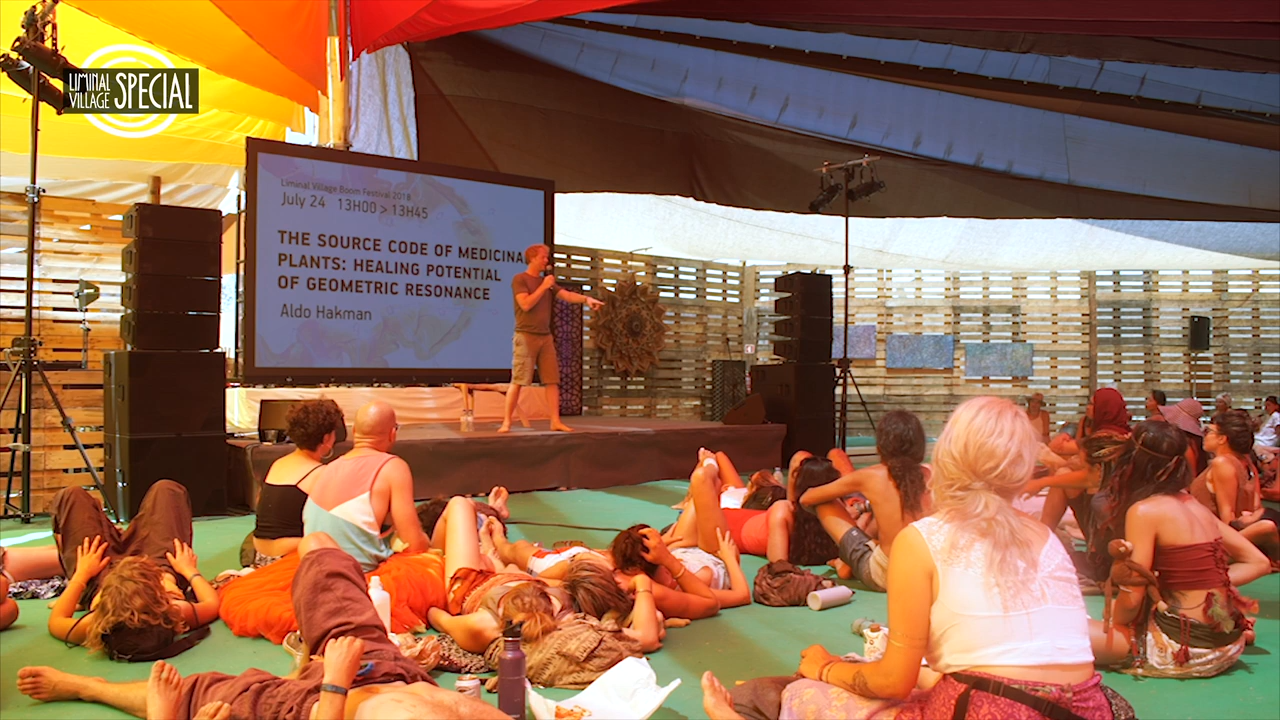 LIMINAL
VILLAGE
SPECIAL
Liminal Village Boom Festival 2018
July 24 13H00 > 13H45
THE SOURCE CODE OF MEDICINA
PLANTS: HEALING POTENTIAL
OF GEOMETRIC RESONANCE
Aldo Hakman